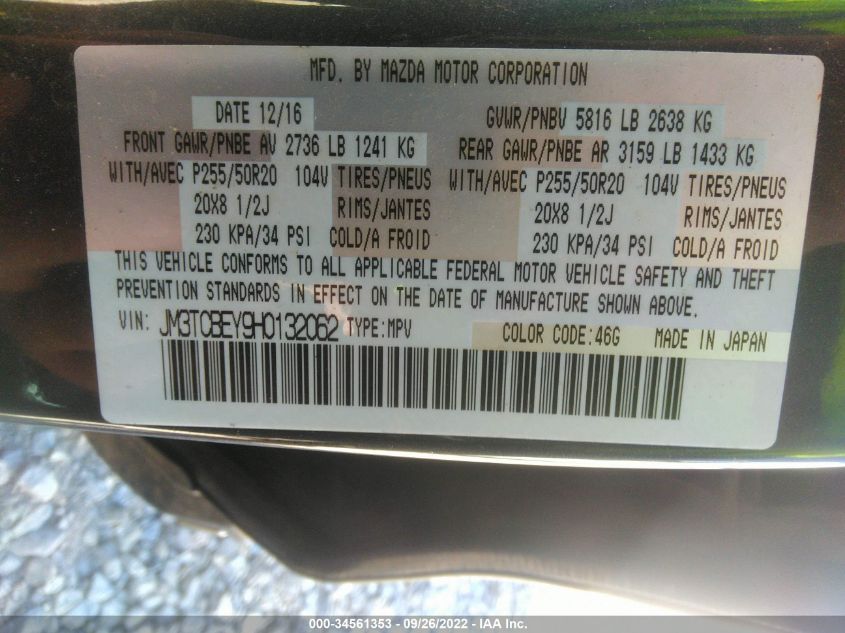 MFD. BY MAZDA MOTOR CORPORATION
DATE 12/16 GVWR/PNBV 5816 LB 2638 KG
FRONT GAWR/PNBE AV 2736 LB 1241 KG REAR GAWR/PNBE AR 3159 LB 1433 KG
WITH/AVEC P255/50R20 104V TIRES/PNEUS WITH/AVEC P255/50R20 104V TIRES/PNEUS
20X8 1/2J RIMS/JANTES 20X8 1/2J RIMS/JANTES
230 KPA/34 PSI COLD/A FROID 230 KPA/34 PSI COLD/A FROID
THIS VEHICLE CONFORMS TO ALL APPLICABLE FEDERAL MOTOR VEHICLE SAFETY AND THEFT
PREVENTION STANDARDS IN EFFECT ON THE DATE OF MANUFACTURE SHOWN ABOVE.
VIN: JM3TCBEY9H0132062 TYPE:MPV COLOR CODE:46G MADE IN JAPAN
000-34561353 - 09/26/2022 - IAA Inc.